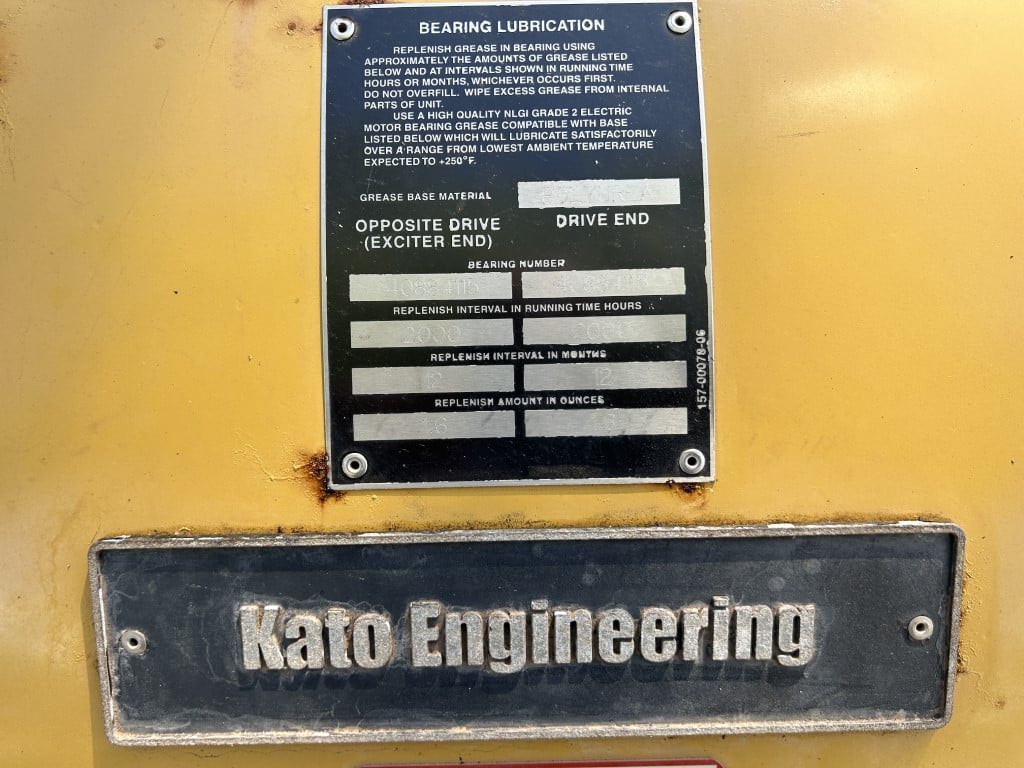 BEARING LUBRICATION
REPLENISH GREASE IN BEARING USING
APPROXIMATELY THE AMOUNTS OF GREASE LISTED
BELOW AND AT INTERVALS SHOWN IN RUNNING TIME
HOURS OR MONTHS, WHICHEVER OCCURS FIRST.
DO NOT OVERFILL. WIPE EXCESS GREASE FROM INTERNAL
PARTS OF UNIT.
USE A HIGH QUALITY NLGI GRADE 2 ELECTRIC
MOTOR BEARING GREASE COMPATIBLE WITH BASE
LISTED BELOW WHICH WILL LUBRICATE SATISFACTORILY
OVER A RANGE FROM LOWEST AMBIENT TEMPERATURE
EXPECTED TO +250°F.
GREASE BASE MATERIAL
OPPOSITE DRIVE DRIVE END
(EXCITER END)
BEARING NUMBER
REPLENISH INTERVAL IN RUNNING TIME HOURS
2000
REPLENISH INTERVAL IN MONTHS
12 12
REPLENISH AMOUNT IN OUNCES
157-00078-06
Kato Engineering